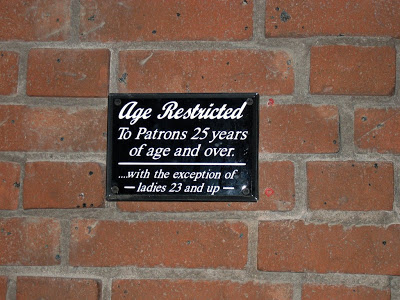 Age Restricted
To Patrons 25 years
of age and over.
....with the exception of
— ladies 23 and up —